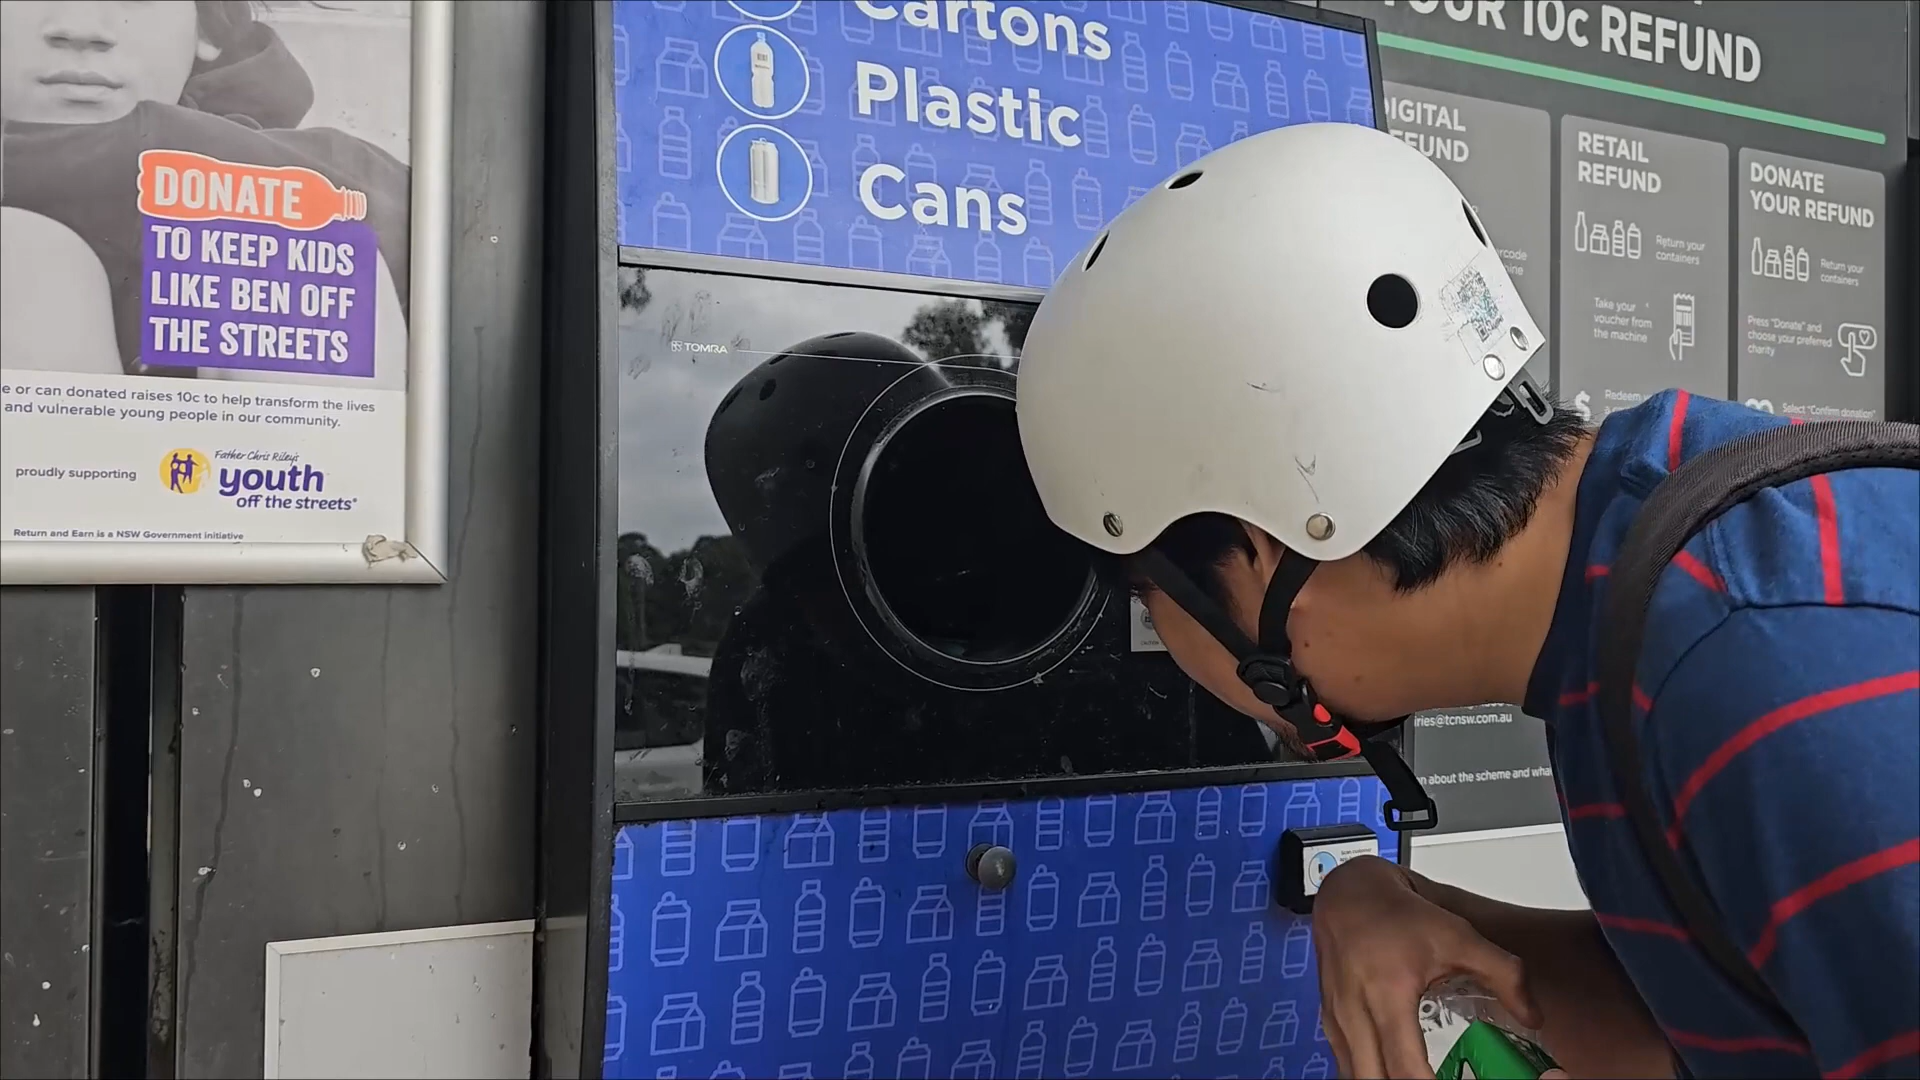 DONATE
TO KEEP KIDS
LIKE BEN OFF
THE STREETS
e or can donated raises 10c to help transform the lives
and vulnerable young people in our community.
proudly supporting
Father Chris Riley's
youth
off the streets
Return and Earn is a NSW Government initiative
Cartons
Plastic
Cans
TOMRA
OUR 10c REFUND
DIGITAL
REFUND
RETAIL
REFUND
Return your
containers
Take your
voucher from
the machine
$
Redeem
DONATE
YOUR REFUND
Return your
containers
Press "Donate" and
choose your preferred
charity
Select "Confirm donation"
iries@tcnsw.com.au
n about the scheme and wha